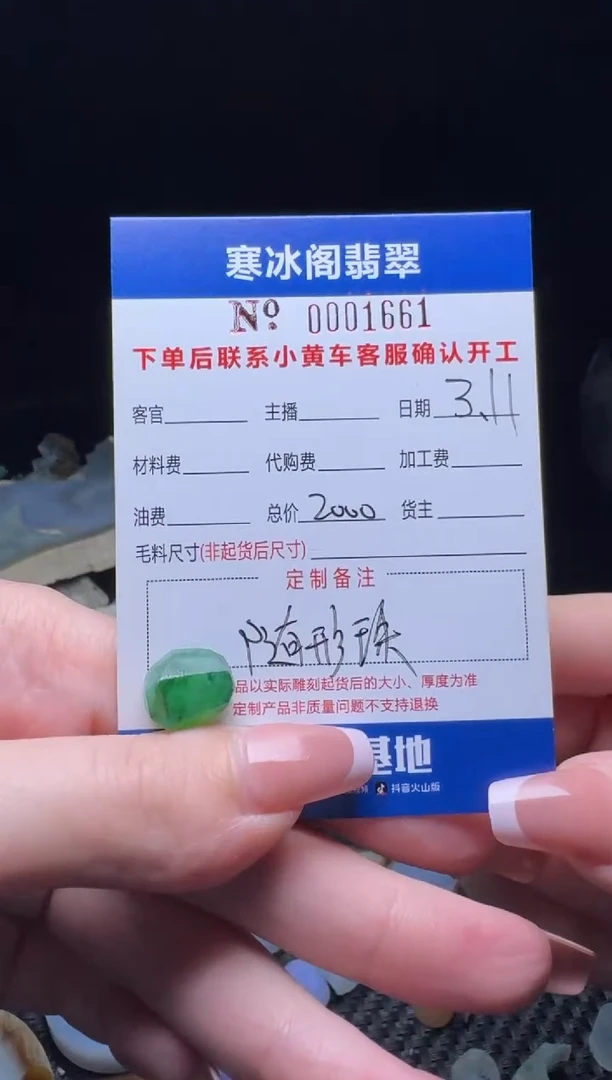 寒冰阁翡翠
No 0001661
下单后联系小黄车客服确认开工
客官 主播 日期 3.11
材料费 代购费 加工费
油费 总价 2000 货主
毛料尺寸(非起货后尺寸)
定制备注
随形珠
品以实际雕刻起货后的大小、厚度为准
定制产品非质量问题不支持退换
基地
抖音火山版